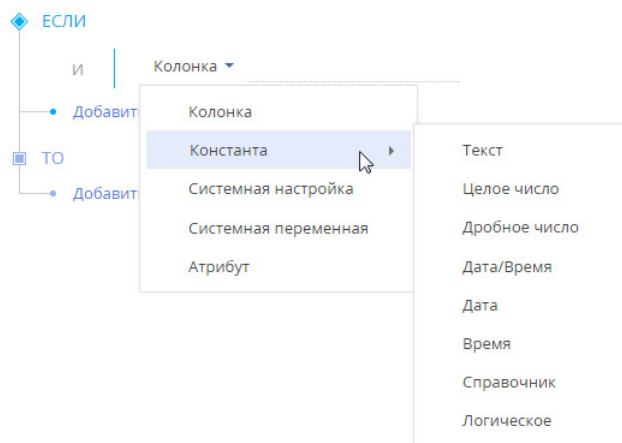 ЕСЛИ
И
Колонка
Добавит
Колонка
Константа
Системная настройка
Системная переменная
Атрибут
ТО
Добавит
Текст
Целое число
Дробное число
Дата/Время
Дата
Время
Справочник
Логическое